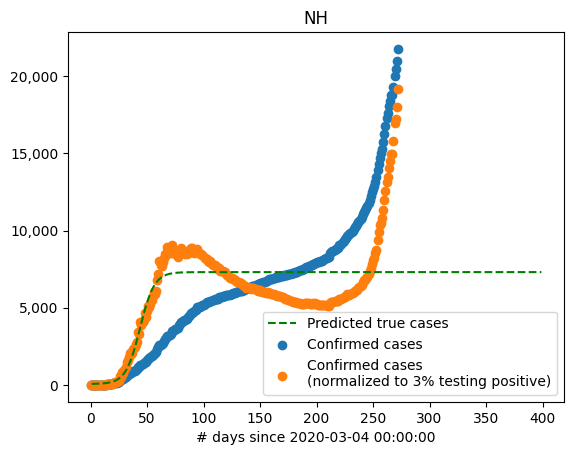 NH
20,000
15,000
10,000
5,000
0
Predicted true cases
Confirmed cases
Confirmed cases
(normalized to 3% testing positive)
0 50 100 150 200 250 300 350 400
# days since 2020-03-04 00:00:00